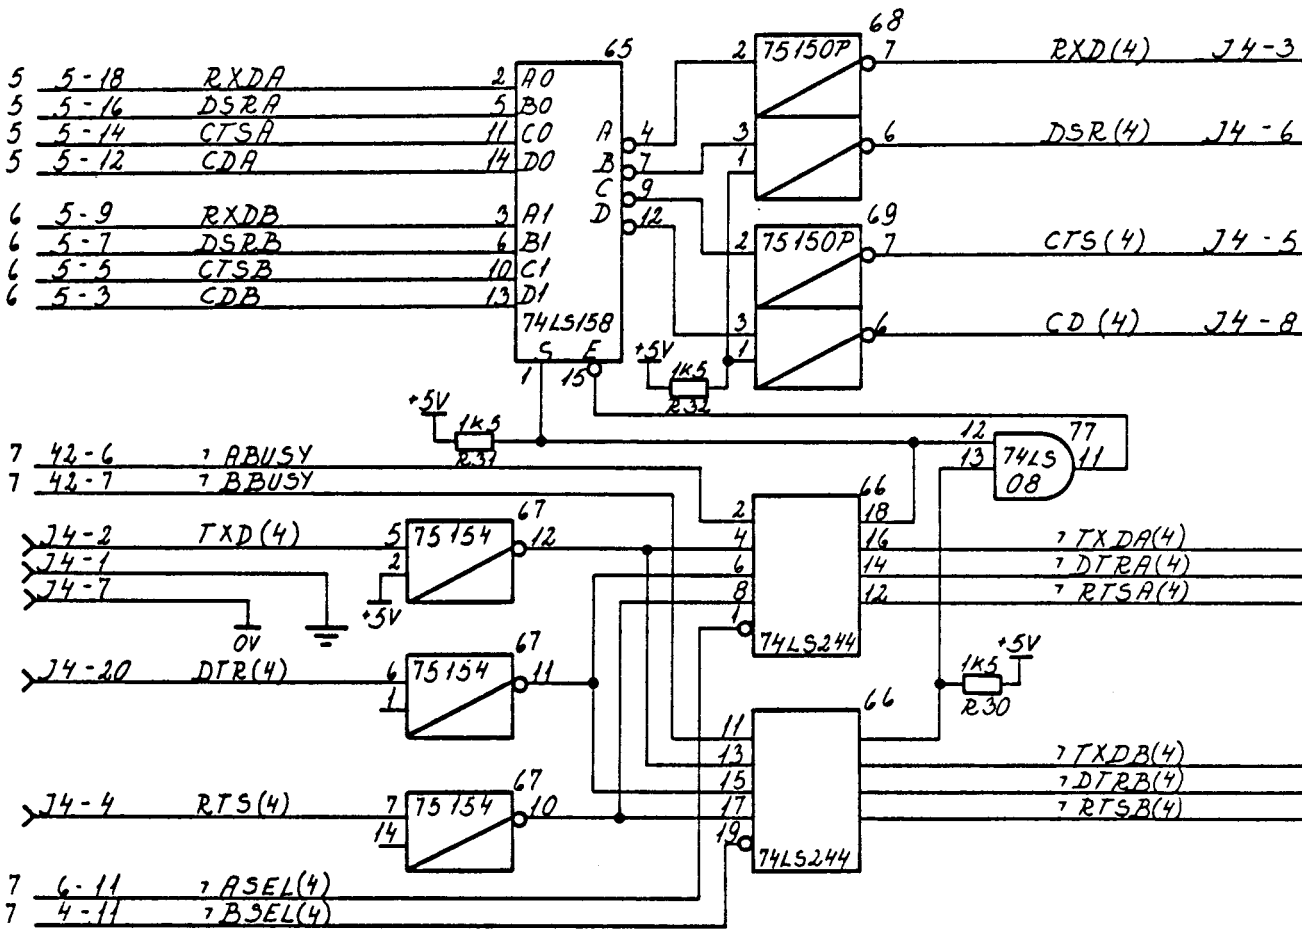 68
65 2 75150P 7 RXD(4) J4-3
5 5-18 RXDA 2 A0
5 5-16 DSRA 5 B0
5 5-14 CTSA 11 C0 A 4 3 6 DSR(4) J4-6
5 5-12 CDA 14 D0 B 7 1
C 9
6 5-9 RXDB 3 A1 D 12 69
6 5-7 DSRB 6 B1 2 75150P 7 CTS(4) J4-5
6 5-5 CTSB 10 C1
6 5-3 CDB 13 D1
74LS158 3 6 CD(4) J4-8
S E +5V 1
1 15 1K5
+5V R32
1K5 12 77
7 42-6 ¬ABUSY R31 13 74LS 11
7 42-7 ¬BBUSY 08
66
67 2 18
J4-2 TXD(4) 5 75154 12 4 16 ¬TXDA(4)
J4-1 2 6 14 ¬DTRA(4)
J4-7 +5V 8 12 ¬RTSA(4)
0V 1
67 74LS244 +5V
J4-20 DTR(4) 6 75154 11 1K5
1 66 R30
11
13 ¬TXDB(4)
67 15 ¬DTRB(4)
J4-4 RTS(4) 7 75154 10 17 ¬RTSB(4)
14 19
74LS244
7 6-11 ¬ASEL(4)
7 4-11 ¬BSEL(4)